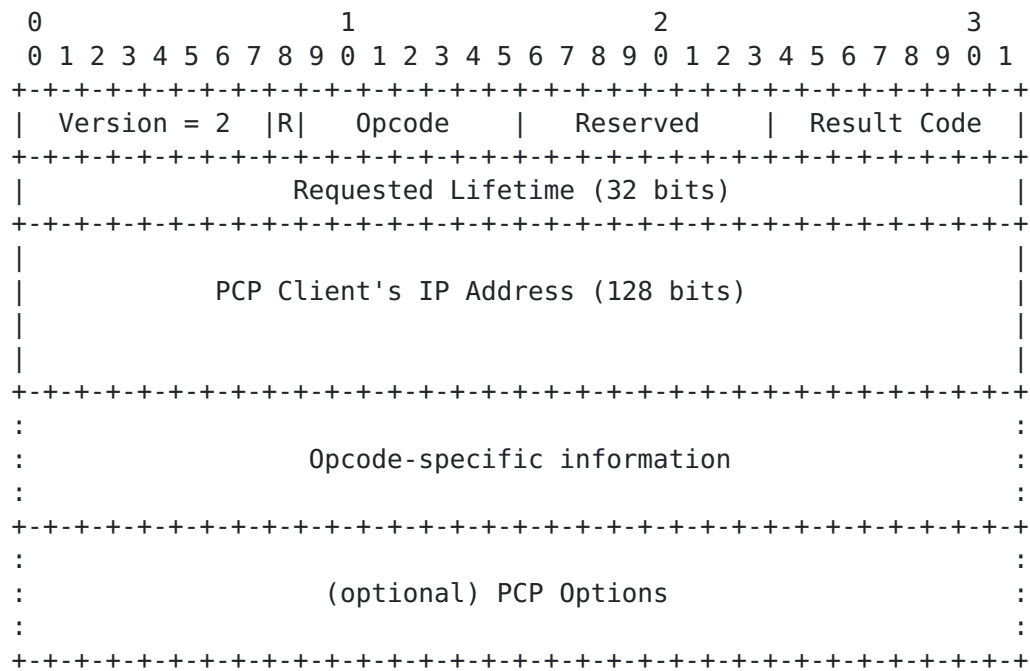 0                   1                   2                   3
 0 1 2 3 4 5 6 7 8 9 0 1 2 3 4 5 6 7 8 9 0 1 2 3 4 5 6 7 8 9 0 1
+-+-+-+-+-+-+-+-+-+-+-+-+-+-+-+-+-+-+-+-+-+-+-+-+-+-+-+-+-+-+-+-+
|  Version = 2  |R|   Opcode    |   Reserved    |  Result Code  |
+-+-+-+-+-+-+-+-+-+-+-+-+-+-+-+-+-+-+-+-+-+-+-+-+-+-+-+-+-+-+-+-+
|                 Requested Lifetime (32 bits)                  |
+-+-+-+-+-+-+-+-+-+-+-+-+-+-+-+-+-+-+-+-+-+-+-+-+-+-+-+-+-+-+-+-+
|                                                               |
|            PCP Client's IP Address (128 bits)                 |
|                                                               |
|                                                               |
+-+-+-+-+-+-+-+-+-+-+-+-+-+-+-+-+-+-+-+-+-+-+-+-+-+-+-+-+-+-+-+-+
:                                                               :
:                  Opcode-specific information                  :
:                                                               :
+-+-+-+-+-+-+-+-+-+-+-+-+-+-+-+-+-+-+-+-+-+-+-+-+-+-+-+-+-+-+-+-+
:                                                               :
:                   (optional) PCP Options                      :
:                                                               :
+-+-+-+-+-+-+-+-+-+-+-+-+-+-+-+-+-+-+-+-+-+-+-+-+-+-+-+-+-+-+-+-+